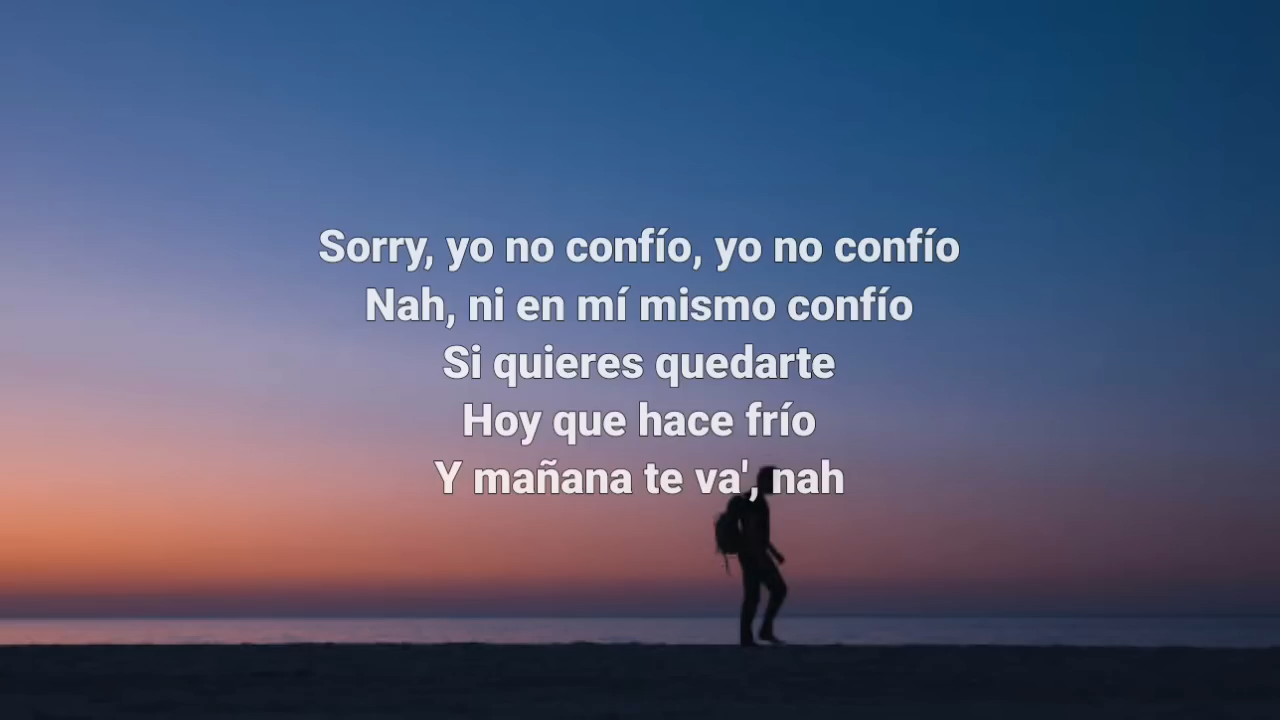 Sorry, yo no confío, yo no confío
Nah, ni en mí mismo confío
Si quieres quedarte
Hoy que hace frío
Y mañana te va', nah